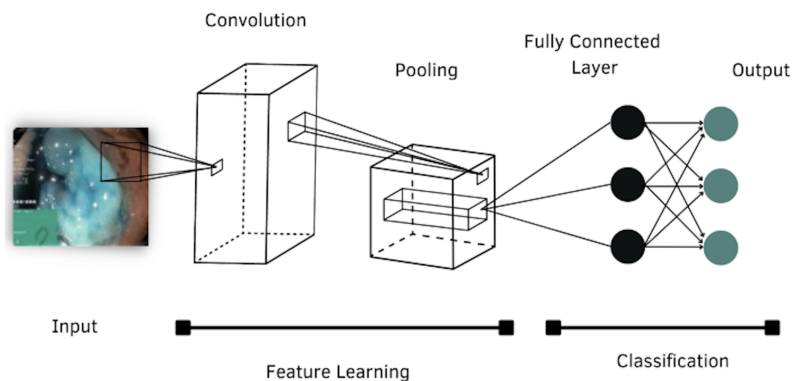 Convolution
Fully Connected
Layer
Pooling
Output
Input
Feature Learning
Classification